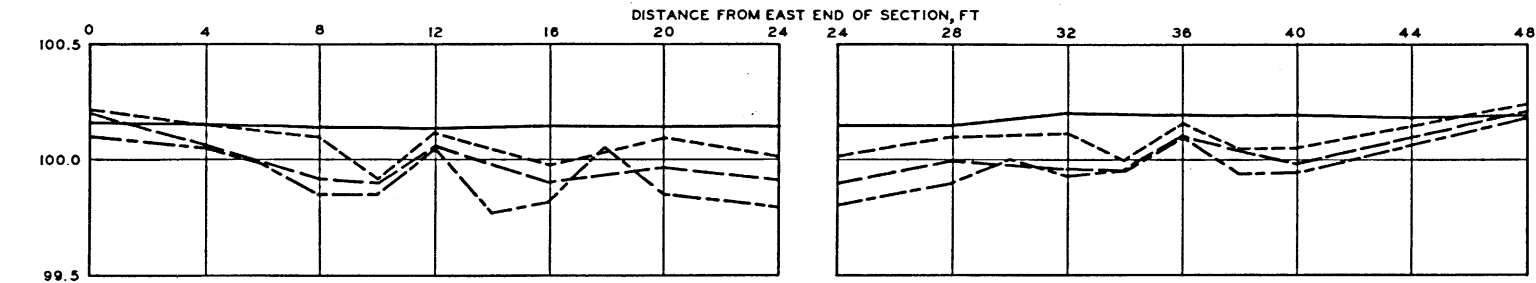 DISTANCE FROM EAST END OF SECTION, FT
0 4 8 12 16 20 24 24 28 32 36 40 44 48
100.5
100.0
99.5